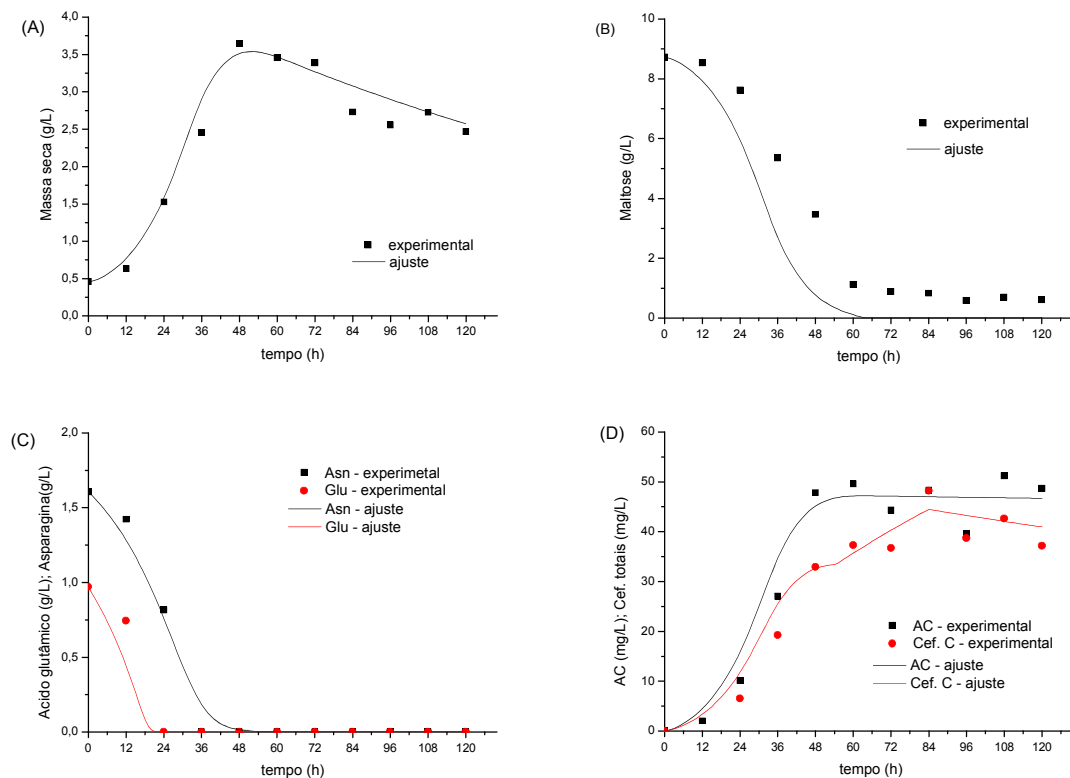 (A)
4,0
3,5
3,0
2,5
2,0
1,5
1,0
0,5
0,0
Massa seca (g/L)
experimental
ajuste
0 12 24 36 48 60 72 84 96 108 120
tempo (h)
(B)
10
8
6
4
2
0
Maltose (g/L)
experimental
ajuste
0 12 24 36 48 60 72 84 96 108 120
tempo (h)
(C)
2,0
1,5
1,0
0,5
0,0
Acido glutâmico (g/L); Asparagina(g/L)
Asn - experimetal
Glu - experimental
Asn - ajuste
Glu - ajuste
0 12 24 36 48 60 72 84 96 108 120
tempo (h)
(D)
60
50
40
30
20
10
0
AC (mg/L); Cef. totais (mg/L)
AC - experimental
Cef. C - experimental
AC - ajuste
Cef. C - ajuste
0 12 24 36 48 60 72 84 96 108 120
tempo (h)